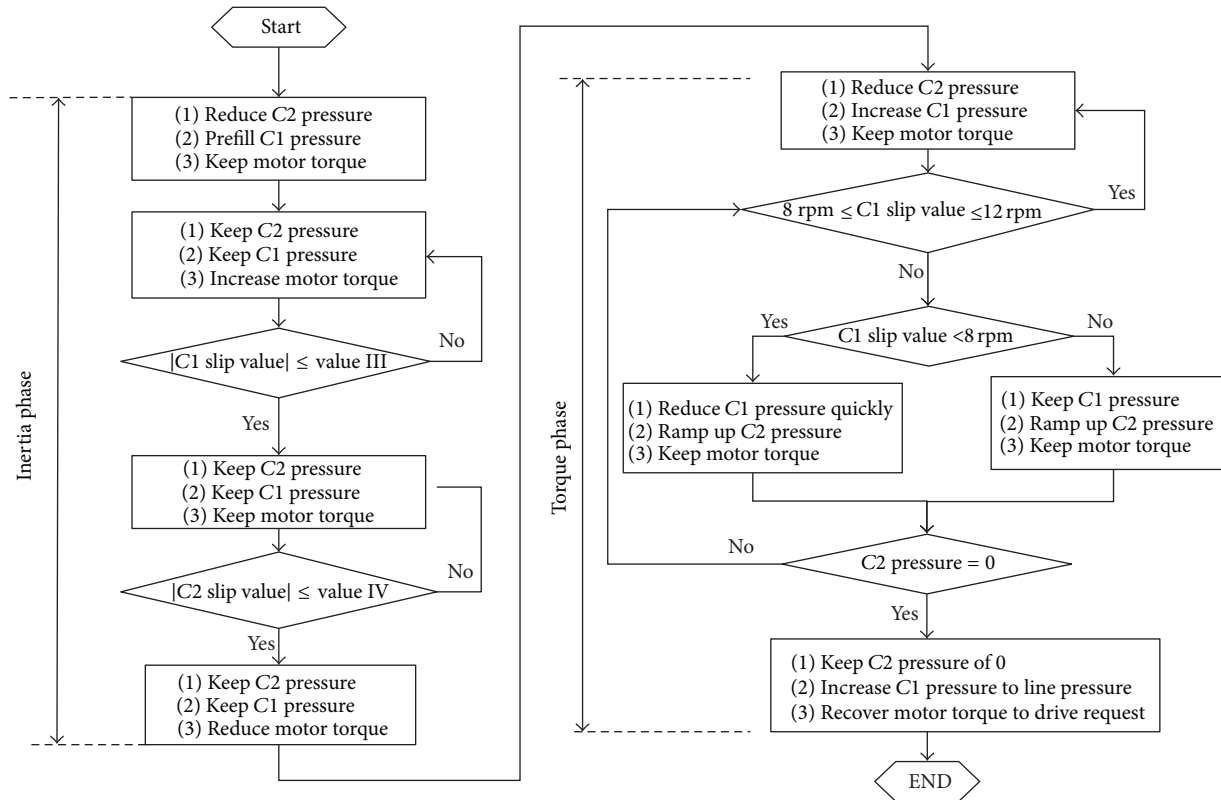 Start
Inertia phase
(1) Reduce C2 pressure
(2) Prefill C1 pressure
(3) Keep motor torque
(1) Keep C2 pressure
(2) Keep C1 pressure
(3) Increase motor torque
No
|C1 slip value| ≤ value III
Yes
(1) Keep C2 pressure
(2) Keep C1 pressure
(3) Keep motor torque
No
|C2 slip value| ≤ value IV
Yes
(1) Keep C2 pressure
(2) Keep C1 pressure
(3) Reduce motor torque
Torque phase
(1) Reduce C2 pressure
(2) Increase C1 pressure
(3) Keep motor torque
Yes
8 rpm ≤ C1 slip value ≤12 rpm
No
Yes
C1 slip value <8 rpm
No
(1) Reduce C1 pressure quickly
(2) Ramp up C2 pressure
(3) Keep motor torque
(1) Keep C1 pressure
(2) Ramp up C2 pressure
(3) Keep motor torque
No
C2 pressure = 0
Yes
(1) Keep C2 pressure of 0
(2) Increase C1 pressure to line pressure
(3) Recover motor torque to drive request
END